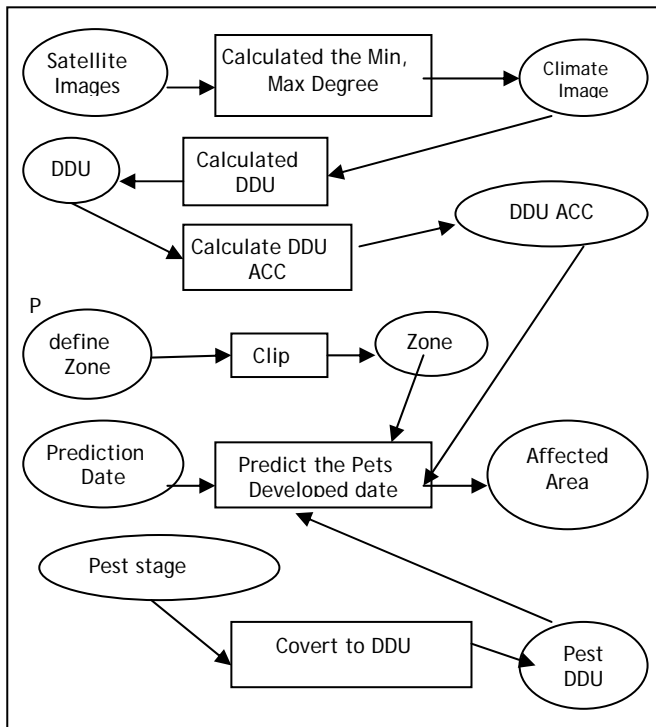 Satellite
Images
Calculated the Min,
Max Degree
Climate
Image
DDU
Calculated
DDU
DDU ACC
Calculate DDU
ACC
P
define
Zone
Clip
Zone
Prediction
Date
Predict the Pets
Developed date
Affected
Area
Pest stage
Covert to DDU
Pest
DDU